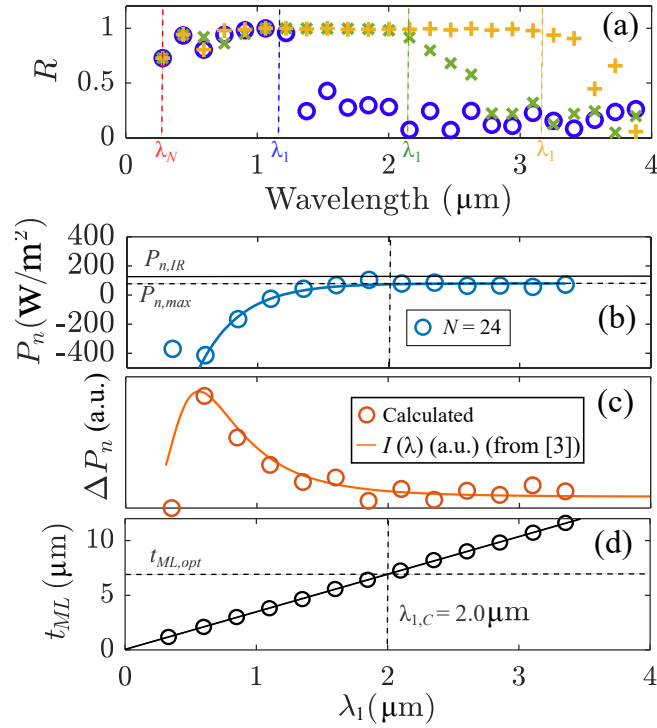 (a)
R
1
0.5
0
λN
λ1
λ1
λ1
0 1 2 3 4
Wavelength (μm)
400
200
0
-200
-400
Pn(W/m²)
Pn,IR
Pn,max
N = 24
(b)
ΔPn (a.u.)
(c)
Calculated
I (λ) (a.u.) (from [3])
(d)
tML (μm)
10
5
0
tML,opt
λ1,C = 2.0μm
0 1 2 3 4
λ1(μm)